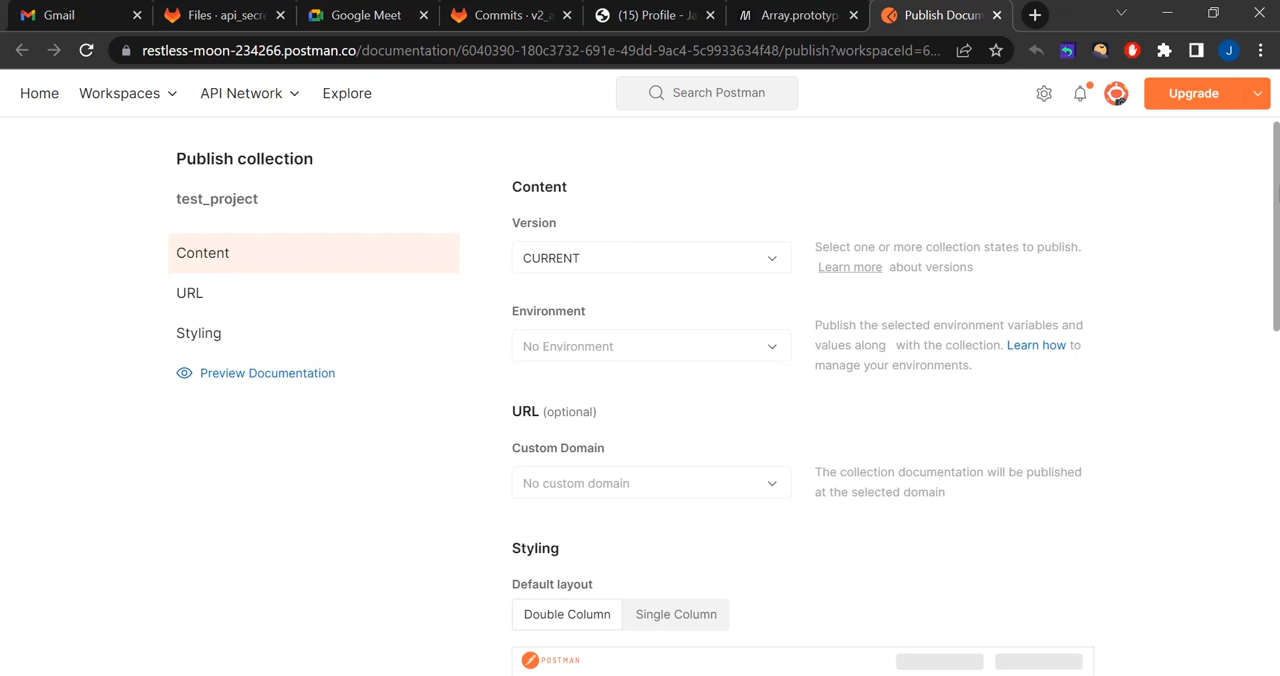 Gmail
Files · api_secre
Google Meet
Commits · v2_a
(15) Profile - Ja
Array.prototyp
Publish Docum
restless-moon-234266.postman.co/documentation/6040390-180c3732-691e-49dd-9ac4-5c9933634f48/publish?workspaceId=6...
J
Home
Workspaces
API Network
Explore
Search Postman
Upgrade
Publish collection
test_project
Content
URL
Styling
Preview Documentation
Content
Version
CURRENT
Select one or more collection states to publish.
Learn more about versions
Environment
No Environment
Publish the selected environment variables and
values along with the collection. Learn how to
manage your environments.
URL (optional)
Custom Domain
No custom domain
The collection documentation will be published
at the selected domain
Styling
Default layout
Double Column
Single Column
POSTMAN